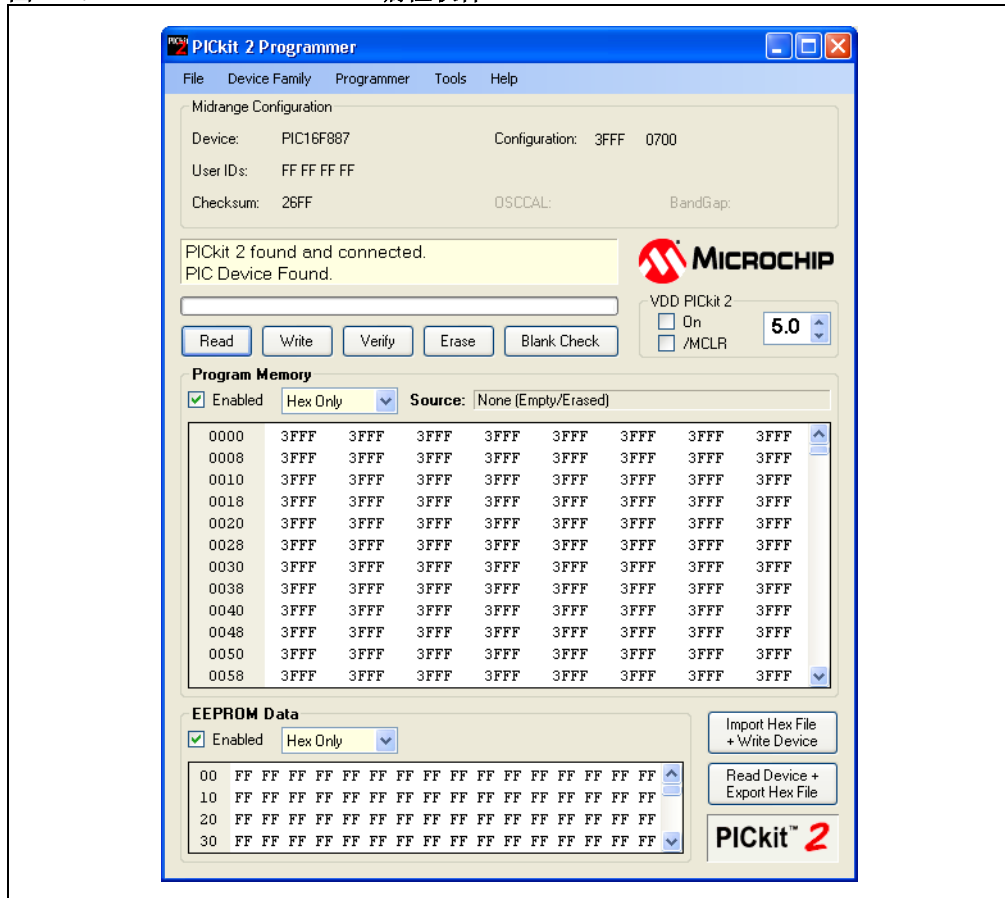 PICkit 2 Programmer
File Device Family Programmer Tools Help
Midrange Configuration
Device: PIC16F887 Configuration: 3FFF 0700
User IDs: FF FF FF FF
Checksum: 26FF OSCCAL: BandGap:
PICkit 2 found and connected.
PIC Device Found.
MICROCHIP
VDD PICkit 2
On
/MCLR
5.0
Read Write Verify Erase Blank Check
Program Memory
Enabled Hex Only Source: None (Empty/Erased)
0000 3FFF 3FFF 3FFF 3FFF 3FFF 3FFF 3FFF 3FFF
0008 3FFF 3FFF 3FFF 3FFF 3FFF 3FFF 3FFF 3FFF
0010 3FFF 3FFF 3FFF 3FFF 3FFF 3FFF 3FFF 3FFF
0018 3FFF 3FFF 3FFF 3FFF 3FFF 3FFF 3FFF 3FFF
0020 3FFF 3FFF 3FFF 3FFF 3FFF 3FFF 3FFF 3FFF
0028 3FFF 3FFF 3FFF 3FFF 3FFF 3FFF 3FFF 3FFF
0030 3FFF 3FFF 3FFF 3FFF 3FFF 3FFF 3FFF 3FFF
0038 3FFF 3FFF 3FFF 3FFF 3FFF 3FFF 3FFF 3FFF
0040 3FFF 3FFF 3FFF 3FFF 3FFF 3FFF 3FFF 3FFF
0048 3FFF 3FFF 3FFF 3FFF 3FFF 3FFF 3FFF 3FFF
0050 3FFF 3FFF 3FFF 3FFF 3FFF 3FFF 3FFF 3FFF
0058 3FFF 3FFF 3FFF 3FFF 3FFF 3FFF 3FFF 3FFF
EEPROM Data
Enabled Hex Only
00 FF FF FF FF FF FF FF FF FF FF FF FF FF FF FF FF
10 FF FF FF FF FF FF FF FF FF FF FF FF FF FF FF FF
20 FF FF FF FF FF FF FF FF FF FF FF FF FF FF FF FF
30 FF FF FF FF FF FF FF FF FF FF FF FF FF FF FF FF
Import Hex File
+ Write Device
Read Device +
Export Hex File
PICkit™ 2